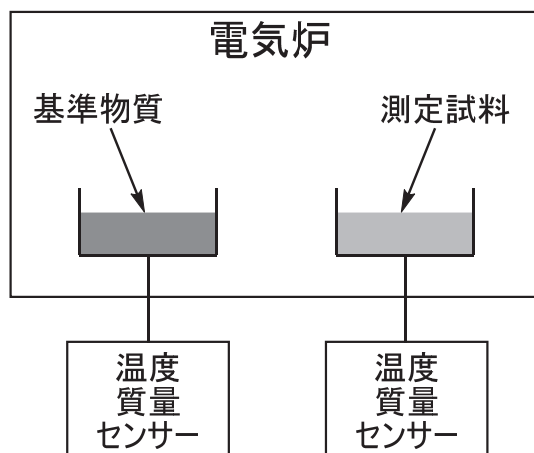 電気炉
基準物質
測定試料
温度
質量
センサー
温度
質量
センサー